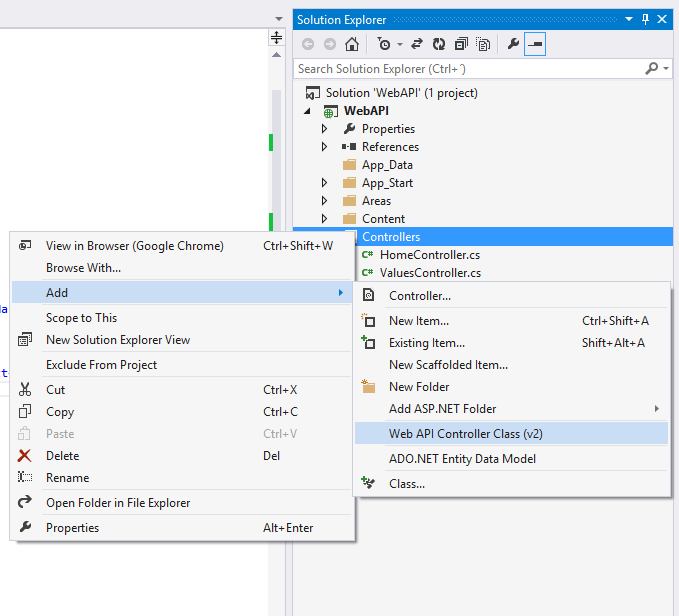 Solution Explorer
Search Solution Explorer (Ctrl+´)
Solution 'WebAPI' (1 project)
WebAPI
Properties
References
App_Data
App_Start
Areas
Content
Controllers
HomeController.cs
ValuesController.cs
da
t
View in Browser (Google Chrome) Ctrl+Shift+W
Browse With...
Add
Scope to This
New Solution Explorer View
Exclude From Project
Cut Ctrl+X
Copy Ctrl+C
Paste Ctrl+V
Delete Del
Rename
Open Folder in File Explorer
Properties Alt+Enter
Controller...
New Item... Ctrl+Shift+A
Existing Item... Shift+Alt+A
New Scaffolded Item...
New Folder
Add ASP.NET Folder
Web API Controller Class (v2)
ADO.NET Entity Data Model
Class...